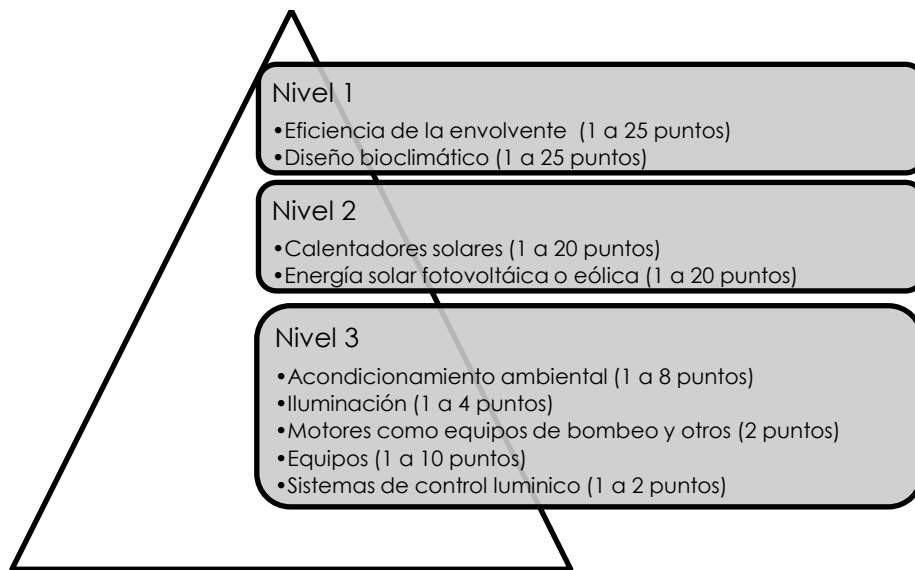 Nivel 1
•Eficiencia de la envolvente (1 a 25 puntos)
•Diseño bioclimático (1 a 25 puntos)
Nivel 2
•Calentadores solares (1 a 20 puntos)
•Energía solar fotovoltáica o eólica (1 a 20 puntos)
Nivel 3
•Acondicionamiento ambiental (1 a 8 puntos)
•Iluminación (1 a 4 puntos)
•Motores como equipos de bombeo y otros (2 puntos)
•Equipos (1 a 10 puntos)
•Sistemas de control luminico (1 a 2 puntos)